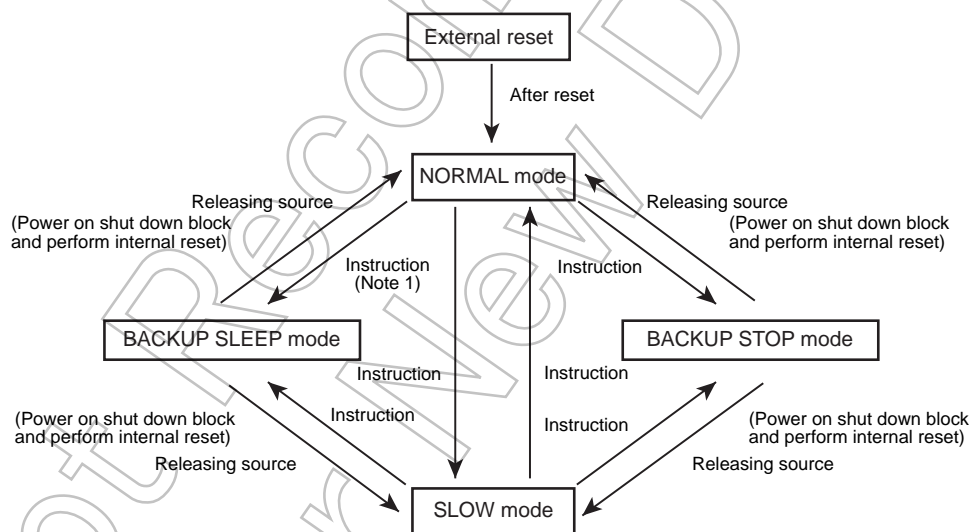 External reset
After reset
NORMAL mode
Releasing source
(Power on shut down block
and perform internal reset)
Instruction
(Note 1)
Instruction
Releasing source
(Power on shut down block
and perform internal reset)
BACKUP SLEEP mode
BACKUP STOP mode
Instruction
Instruction
Instruction
Instruction
(Power on shut down block
and perform internal reset)
Releasing source
(Power on shut down block
and perform internal reset)
Releasing source
SLOW mode